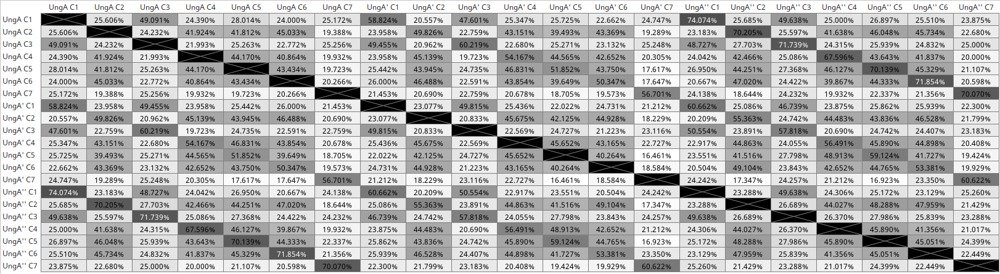 UngA C1 UngA C2 UngA C3 UngA C4 UngA C5 UngA C6 UngA C7 UngA' C1 UngA' C2 UngA' C3 UngA' C4 UngA' C5 UngA' C6 UngA' C7 UngA'' C1 UngA'' C2 UngA'' C3 UngA'' C4 UngA'' C5 UngA'' C6 UngA'' C7
UngA C1 25.606% 49.091% 24.390% 28.014% 24.000% 25.172% 58.824% 20.557% 47.601% 25.347% 25.725% 22.662% 24.747% 74.074% 25.685% 49.638% 25.000% 26.897% 25.510% 23.875%
UngA C2 25.606% 24.232% 41.924% 41.812% 45.033% 19.388% 23.958% 49.826% 22.759% 43.151% 39.493% 43.369% 19.289% 23.183% 70.205% 25.597% 41.638% 46.048% 45.734% 22.680%
UngA C3 49.091% 24.232% 21.993% 25.263% 22.772% 25.256% 49.455% 20.962% 60.219% 22.680% 25.271% 23.132% 25.248% 48.727% 27.703% 71.739% 24.315% 25.939% 24.832% 25.000%
UngA C4 24.390% 41.924% 21.993% 44.170% 40.864% 19.932% 23.958% 45.139% 19.723% 54.167% 44.565% 42.652% 20.305% 24.042% 42.466% 25.086% 67.596% 43.643% 41.837% 20.000%
UngA C5 28.014% 41.812% 25.263% 44.170% 43.434% 19.723% 25.442% 43.945% 24.735% 46.831% 51.852% 43.750% 17.617% 26.950% 44.251% 27.368% 46.127% 70.139% 45.329% 21.107%
UngA C6 24.000% 45.033% 22.772% 40.864% 43.434% 20.266% 26.000% 46.488% 22.591% 43.854% 39.649% 50.347% 17.647% 20.667% 47.020% 24.422% 39.867% 44.333% 71.854% 20.598%
UngA C7 25.172% 19.388% 25.256% 19.932% 19.723% 20.266% 21.453% 20.690% 22.759% 20.678% 18.705% 19.573% 56.701% 24.138% 18.644% 24.232% 19.932% 22.337% 21.356% 70.070%
UngA' C1 58.824% 23.958% 49.455% 23.958% 25.442% 26.000% 21.453% 23.077% 49.815% 25.436% 22.022% 24.731% 21.212% 60.662% 25.086% 46.739% 23.875% 25.862% 25.939% 22.300%
UngA' C2 20.557% 49.826% 20.962% 45.139% 43.945% 46.488% 20.690% 23.077% 20.833% 45.675% 42.125% 44.928% 18.229% 20.209% 55.363% 24.742% 44.483% 43.836% 46.528% 21.799%
UngA' C3 47.601% 22.759% 60.219% 19.723% 24.735% 22.591% 22.759% 49.815% 20.833% 22.569% 24.727% 21.223% 23.116% 50.554% 23.891% 57.818% 20.690% 24.742% 24.407% 23.183%
UngA' C4 25.347% 43.151% 22.680% 54.167% 46.831% 43.854% 20.678% 25.436% 45.675% 22.569% 45.652% 43.165% 22.727% 22.917% 44.863% 24.055% 56.491% 45.890% 44.898% 20.408%
UngA' C5 25.725% 39.493% 25.271% 44.565% 51.852% 39.649% 18.705% 22.022% 42.125% 24.727% 45.652% 40.264% 16.461% 23.551% 41.516% 27.798% 48.913% 59.124% 41.727% 19.424%
UngA' C6 22.662% 43.369% 23.132% 42.652% 43.750% 50.347% 19.573% 24.731% 44.928% 21.223% 43.165% 40.264% 18.584% 20.504% 49.104% 23.843% 42.652% 44.765% 53.381% 19.929%
UngA' C7 24.747% 19.289% 25.248% 20.305% 17.617% 17.647% 56.701% 21.212% 18.229% 23.116% 22.727% 16.461% 18.584% 24.242% 17.347% 24.257% 21.212% 16.923% 23.350% 60.622%
UngA'' C1 74.074% 23.183% 48.727% 24.042% 26.950% 20.667% 24.138% 60.662% 20.209% 50.554% 22.917% 23.551% 20.504% 24.242% 23.288% 49.638% 24.306% 25.172% 23.129% 25.260%
UngA'' C2 25.685% 70.205% 27.703% 42.466% 44.251% 47.020% 18.644% 25.086% 55.363% 23.891% 44.863% 41.516% 49.104% 17.347% 23.288% 26.689% 44.027% 48.288% 47.959% 21.429%
UngA'' C3 49.638% 25.597% 71.739% 25.086% 27.368% 24.422% 24.232% 46.739% 24.742% 57.818% 24.055% 27.798% 23.843% 24.257% 49.638% 26.689% 26.370% 27.986% 25.839% 23.288%
UngA'' C4 25.000% 41.638% 24.315% 67.596% 46.127% 39.867% 19.932% 23.875% 44.483% 20.690% 56.491% 48.913% 42.652% 21.212% 24.306% 44.027% 26.370% 45.890% 41.356% 21.017%
UngA'' C5 26.897% 46.048% 25.939% 43.643% 70.139% 44.333% 22.337% 25.862% 43.836% 24.742% 45.890% 59.124% 44.765% 16.923% 25.172% 48.288% 27.986% 45.890% 45.051% 24.399%
UngA'' C6 25.510% 45.734% 24.832% 41.837% 45.329% 71.854% 21.356% 25.939% 46.528% 24.407% 44.898% 41.727% 53.381% 23.350% 23.129% 47.959% 25.839% 41.356% 45.051% 22.449%
UngA'' C7 23.875% 22.680% 25.000% 20.000% 21.107% 20.598% 70.070% 22.300% 21.799% 23.183% 20.408% 19.424% 19.929% 60.622% 25.260% 21.429% 23.288% 21.017% 24.399% 22.449%